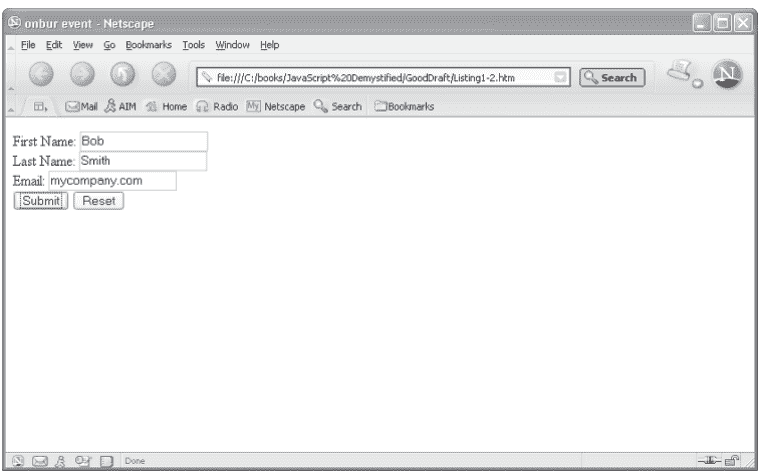 onbur event - Netscape
File Edit View Go Bookmarks Tools Window Help
file:///C:/books/JavaScript%20Demystified/GoodDraft/Listing1-2.htm Search N
Mail AIM Home Radio My Netscape Search Bookmarks
First Name: Bob
Last Name: Smith
Email: mycompany.com
Submit Reset
Done